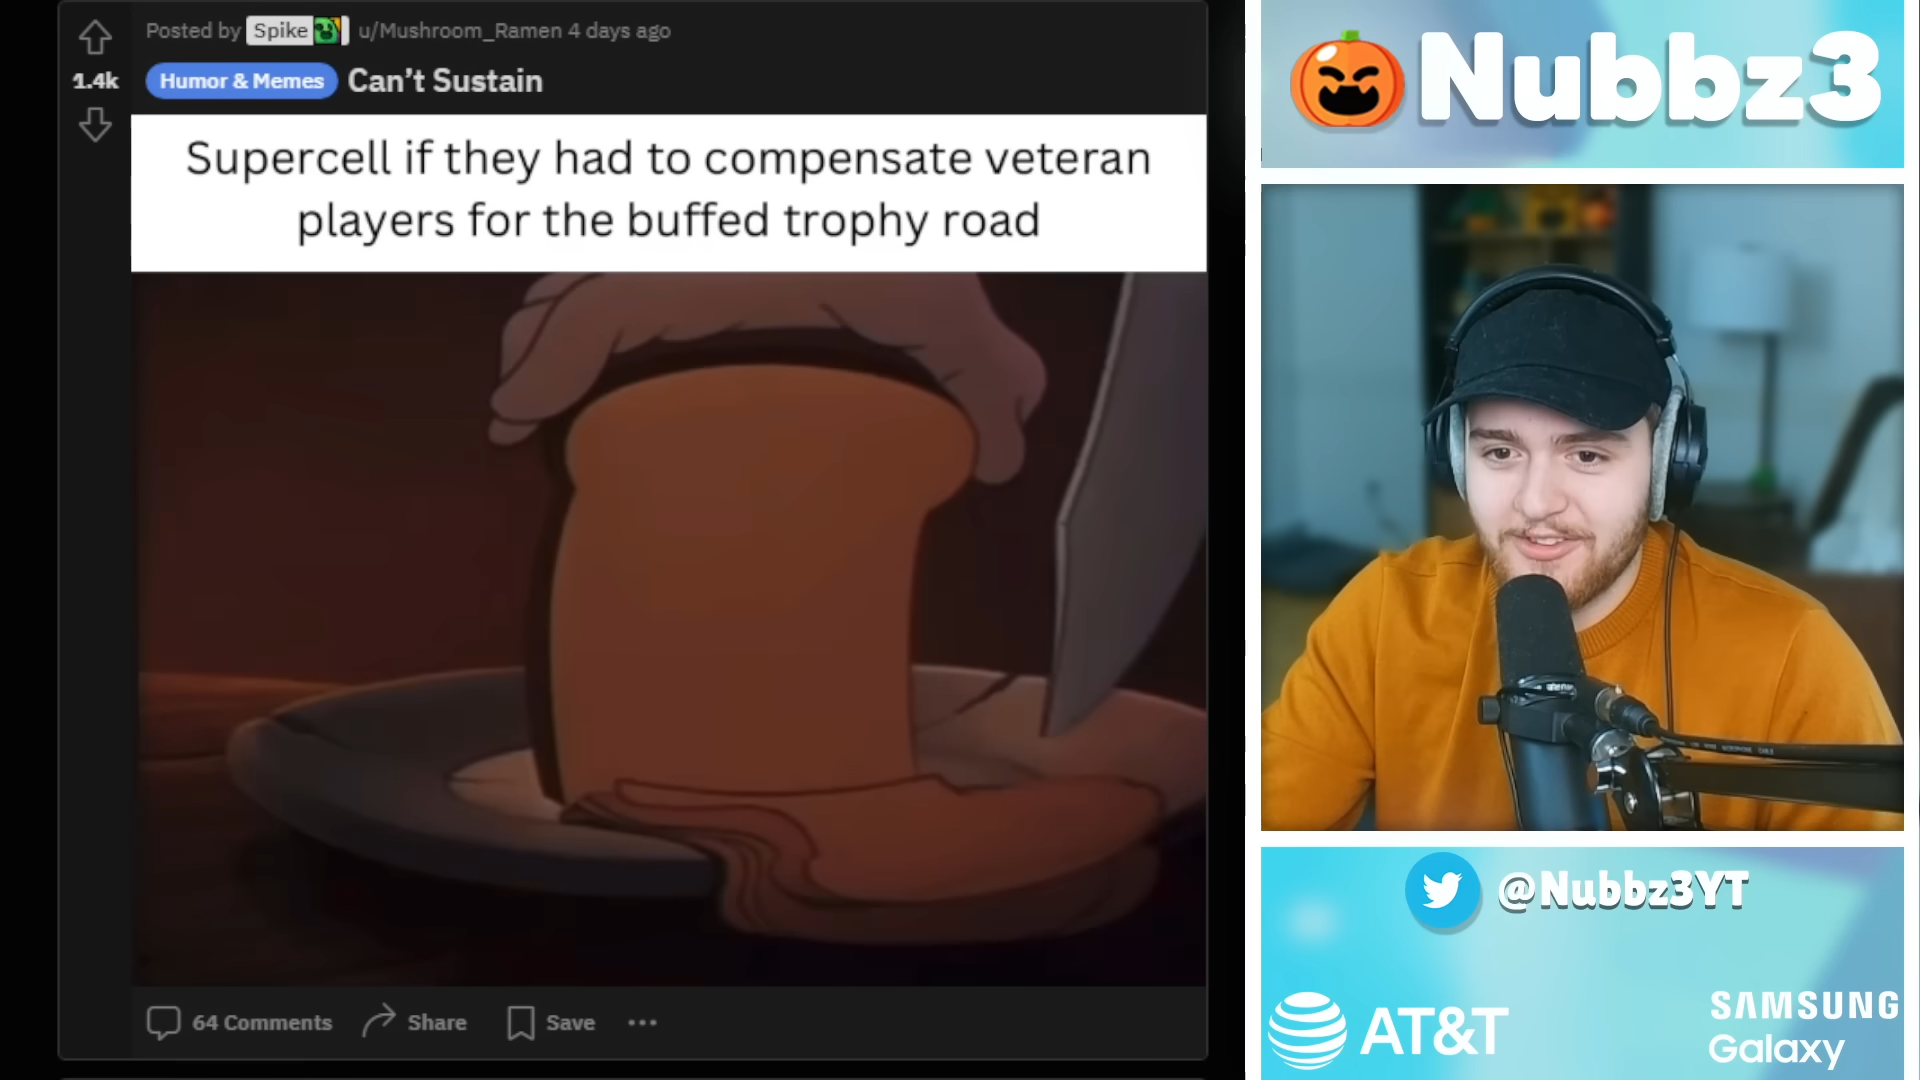 Posted by Spike u/Mushroom_Ramen 4 days ago
1.4k
Humor & Memes Can't Sustain
Supercell if they had to compensate veteran
players for the buffed trophy road
64 Comments Share Save
Nubbz3
@Nubbz3YT
AT&T
SAMSUNG
Galaxy